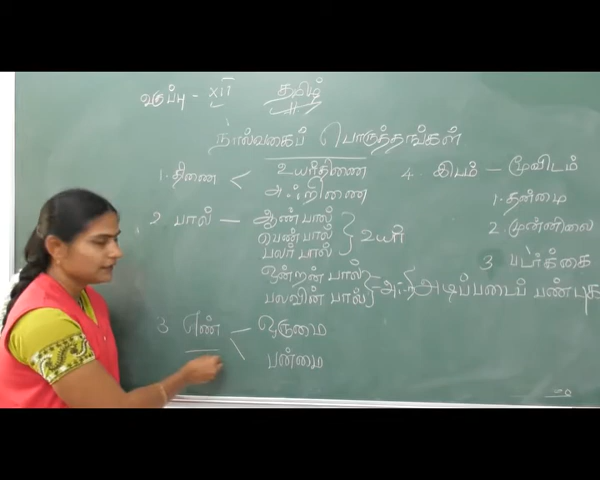 வகுப்பு - XII தமிழ்
நால்வகைப் பொருத்தங்கள்
1. திணை < உயர்திணை
அஃறிணை
2 பால் — ஆண்பால்
பெண்பால்
பலர் பால் } உயர்
ஒன்றன் பால்
பலவின் பால் } அஃறி
3 எண் — ஒருமை
பன்மை
4. இடம் — மூவிடம்
1. தன்மை
2. முன்னிலை
3 படர்க்கை
அடிப்படைப் பண்புக